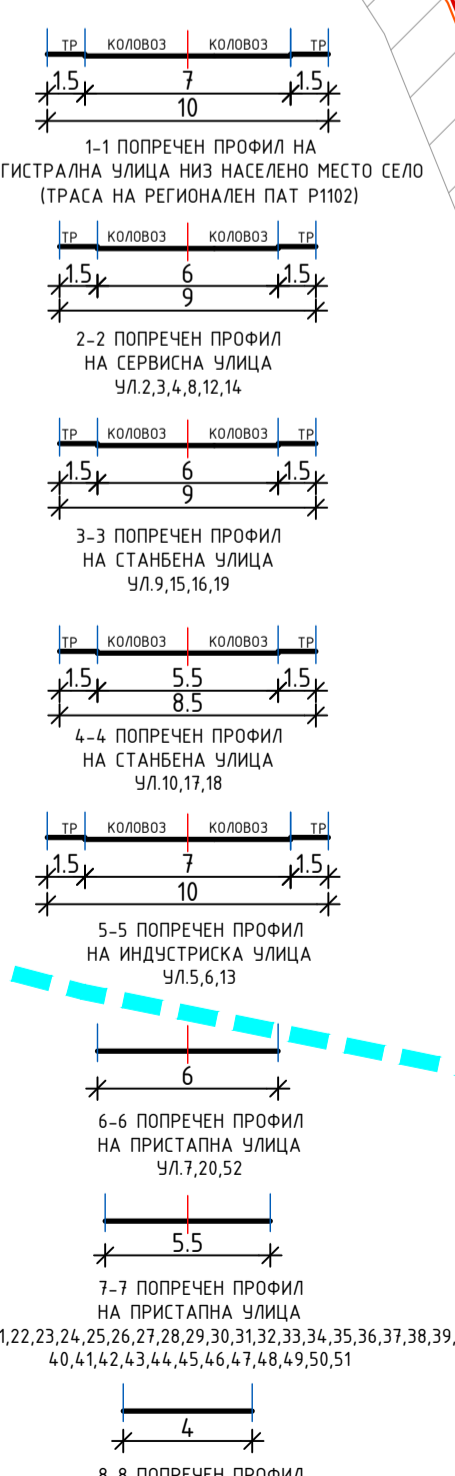 ТР КОЛОВОЗ КОЛОВОЗ ТР
1.5 7 1.5
10
1-1 ПОПРЕЧЕН ПРОФИЛ НА
ГИСТРАЛНА УЛИЦА НИЗ НАСЕЛЕНО МЕСТО СЕЛО
(ТРАСА НА РЕГИОНАЛЕН ПАТ Р1102)
ТР КОЛОВОЗ КОЛОВОЗ ТР
1.5 6 1.5
9
2-2 ПОПРЕЧЕН ПРОФИЛ
НА СЕРВИСНА УЛИЦА
УЛ.2,3,4,8,12,14
ТР КОЛОВОЗ КОЛОВОЗ ТР
1.5 6 1.5
9
3-3 ПОПРЕЧЕН ПРОФИЛ
НА СТАНБЕНА УЛИЦА
УЛ.9,15,16,19
ТР КОЛОВОЗ КОЛОВОЗ ТР
1.5 5.5 1.5
8.5
4-4 ПОПРЕЧЕН ПРОФИЛ
НА СТАНБЕНА УЛИЦА
УЛ.10,17,18
ТР КОЛОВОЗ КОЛОВОЗ ТР
1.5 7 1.5
10
5-5 ПОПРЕЧЕН ПРОФИЛ
НА ИНДУСТРИСКА УЛИЦА
УЛ.5,6,13
6
6-6 ПОПРЕЧЕН ПРОФИЛ
НА ПРИСТАПНА УЛИЦА
УЛ.7,20,52
5.5
7-7 ПОПРЕЧЕН ПРОФИЛ
НА ПРИСТАПНА УЛИЦА
1,22,23,24,25,26,27,28,29,30,31,32,33,34,35,36,37,38,39,
40,41,42,43,44,45,46,47,48,49,50,51
4
8-8 ПОПРЕЧЕН ПРОФИЛ